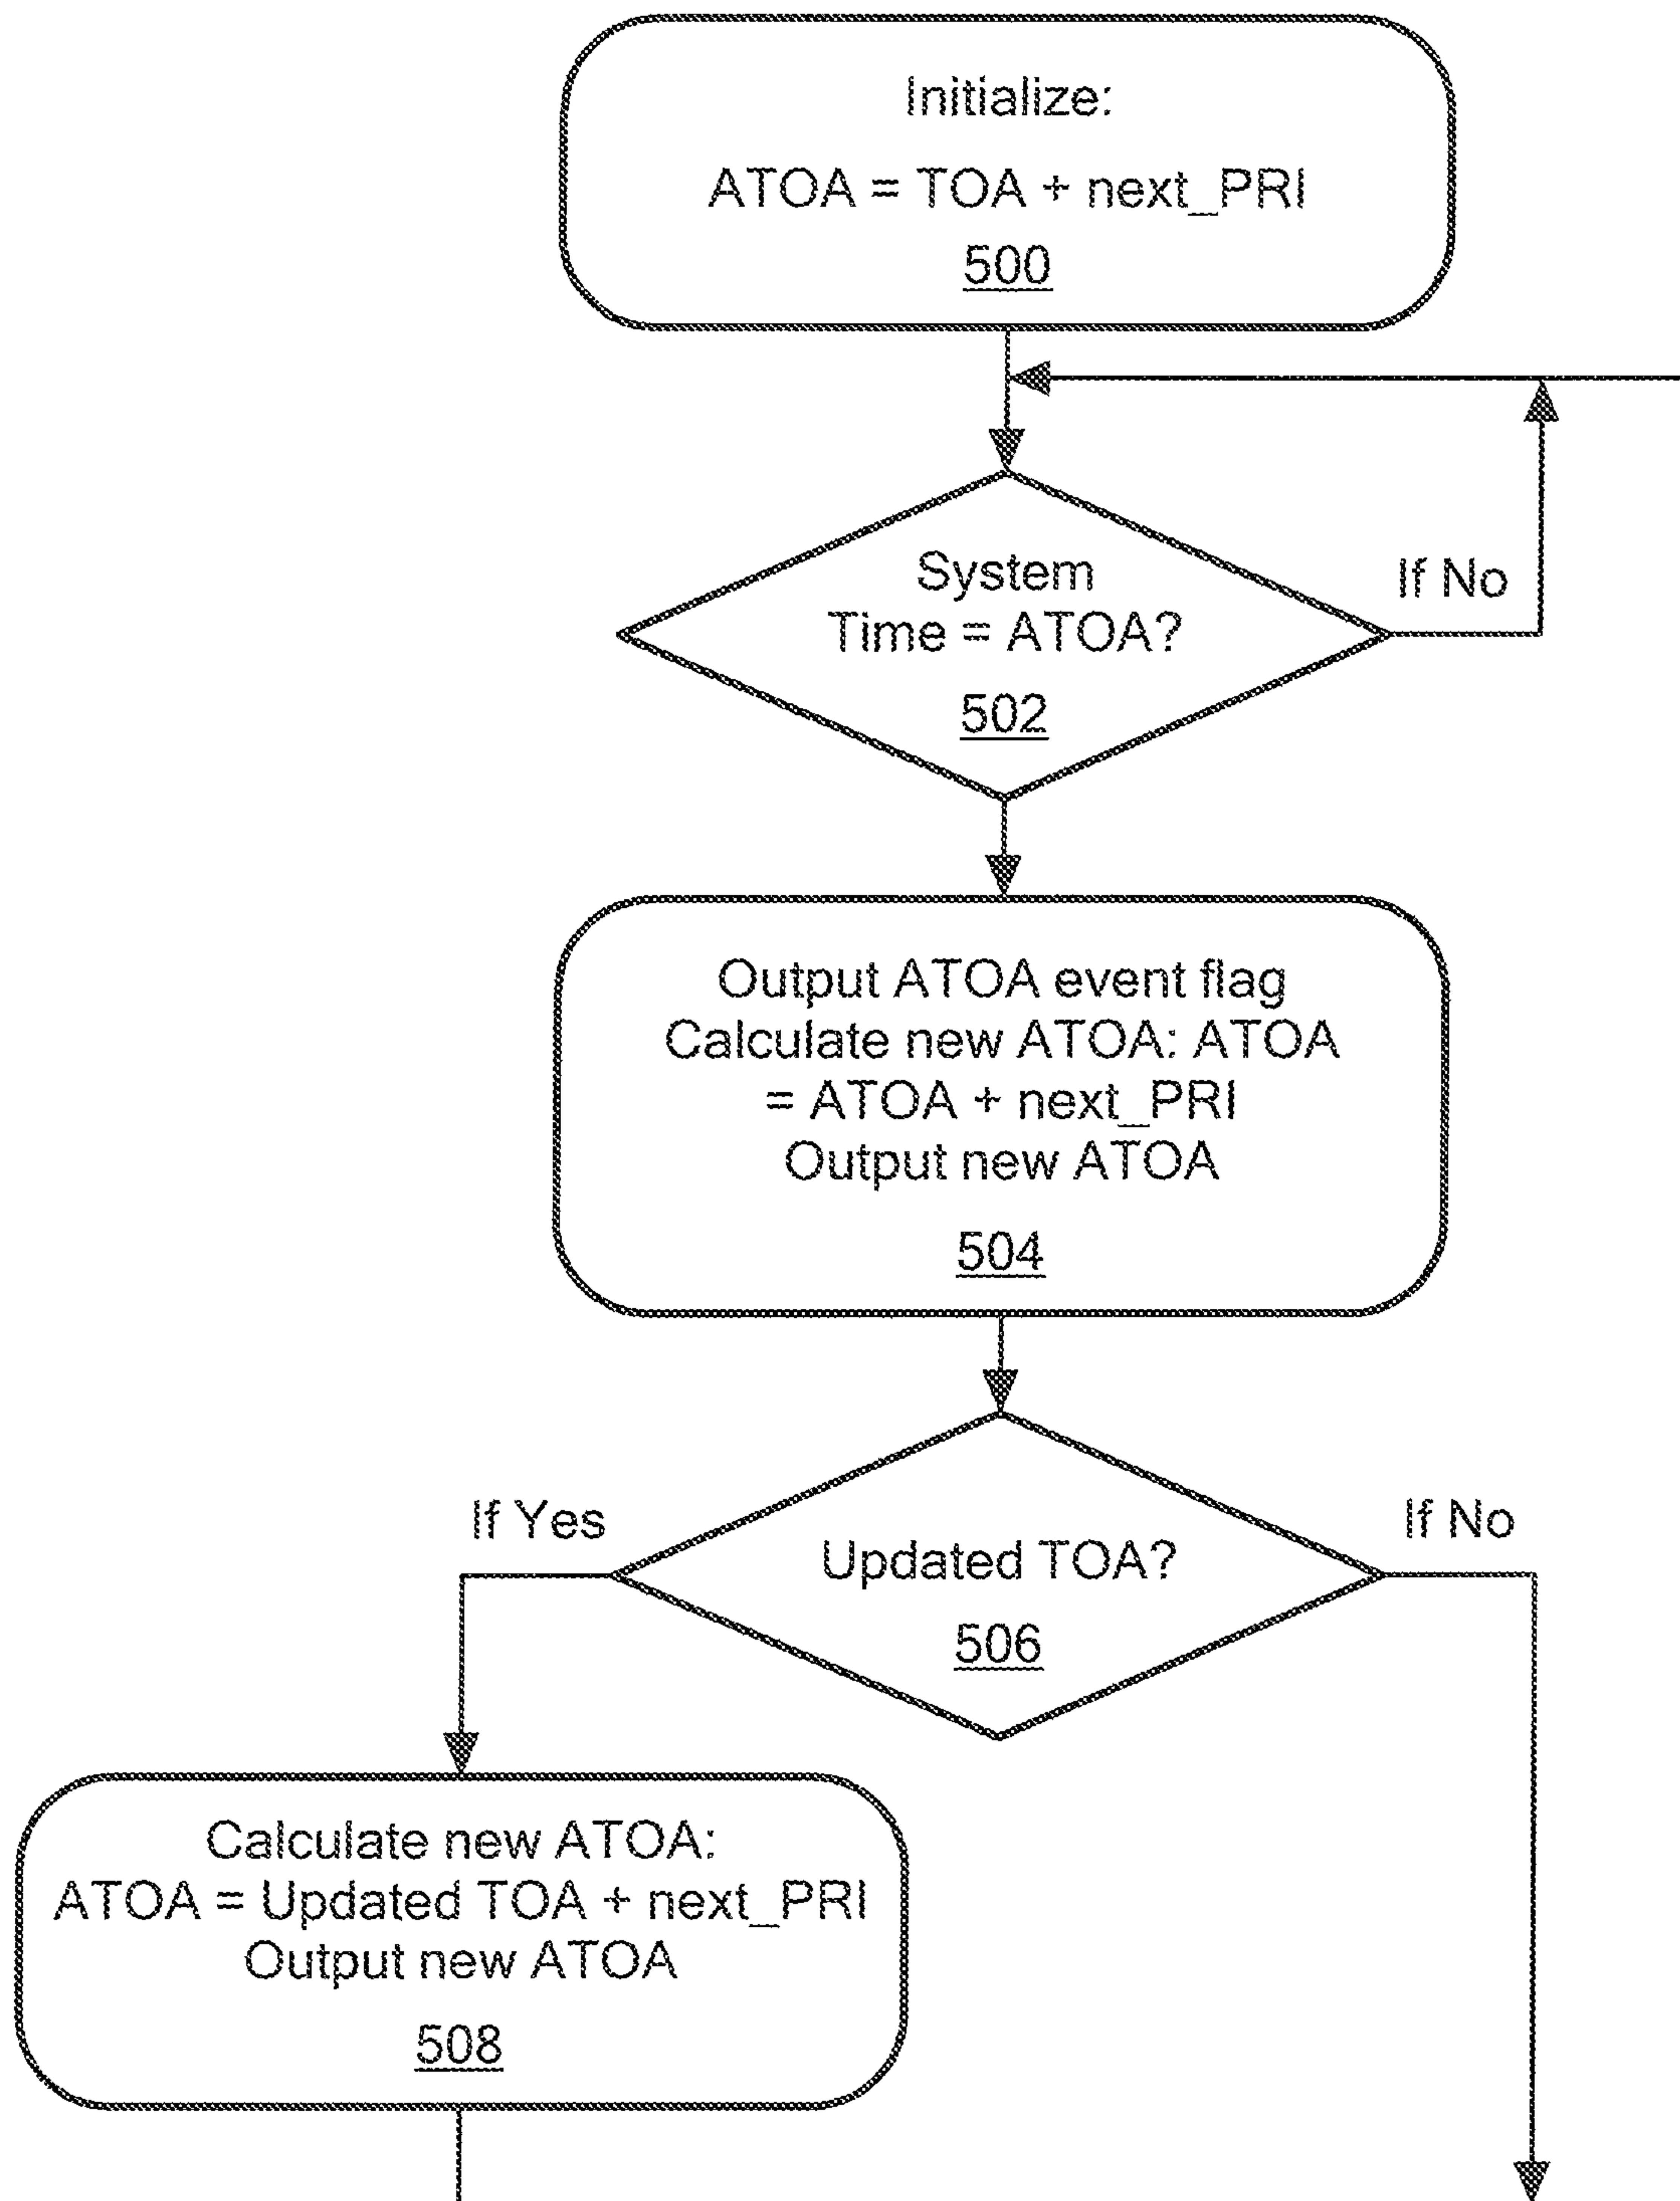 Initialize:
ATOA = TOA + next_PRI
500
System
Time = ATOA?
502
If No
Output ATOA event flag
Calculate new ATOA: ATOA
= ATOA + next_PRI
Output new ATOA
504
If Yes
Updated TOA?
506
If No
Calculate new ATOA:
ATOA = Updated TOA + next_PRI
Output new ATOA
508